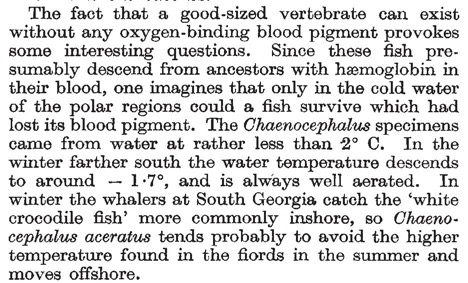 The fact that a good-sized vertebrate can exist
without any oxygen-binding blood pigment provokes
some interesting questions. Since these fish pre-
sumably descend from ancestors with hæmoglobin in
their blood, one imagines that only in the cold water
of the polar regions could a fish survive which had
lost its blood pigment. The Chaenocephalus specimens
came from water at rather less than 2° C. In the
winter farther south the water temperature descends
to around – 1·7°, and is always well aerated. In
winter the whalers at South Georgia catch the ‘white
crocodile fish’ more commonly inshore, so Chaeno-
cephalus aceratus tends probably to avoid the higher
temperature found in the fiords in the summer and
moves offshore.